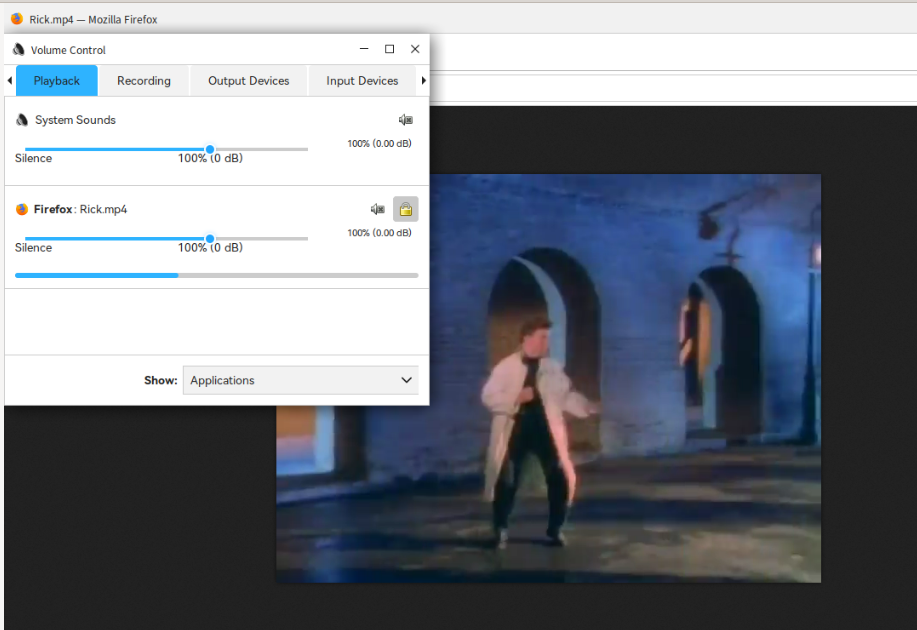 Rick.mp4 — Mozilla Firefox
Volume Control
Playback Recording Output Devices Input Devices
System Sounds
100% (0.00 dB)
Silence 100% (0 dB)
Firefox : Rick.mp4
100% (0.00 dB)
Silence 100% (0 dB)
Show: Applications